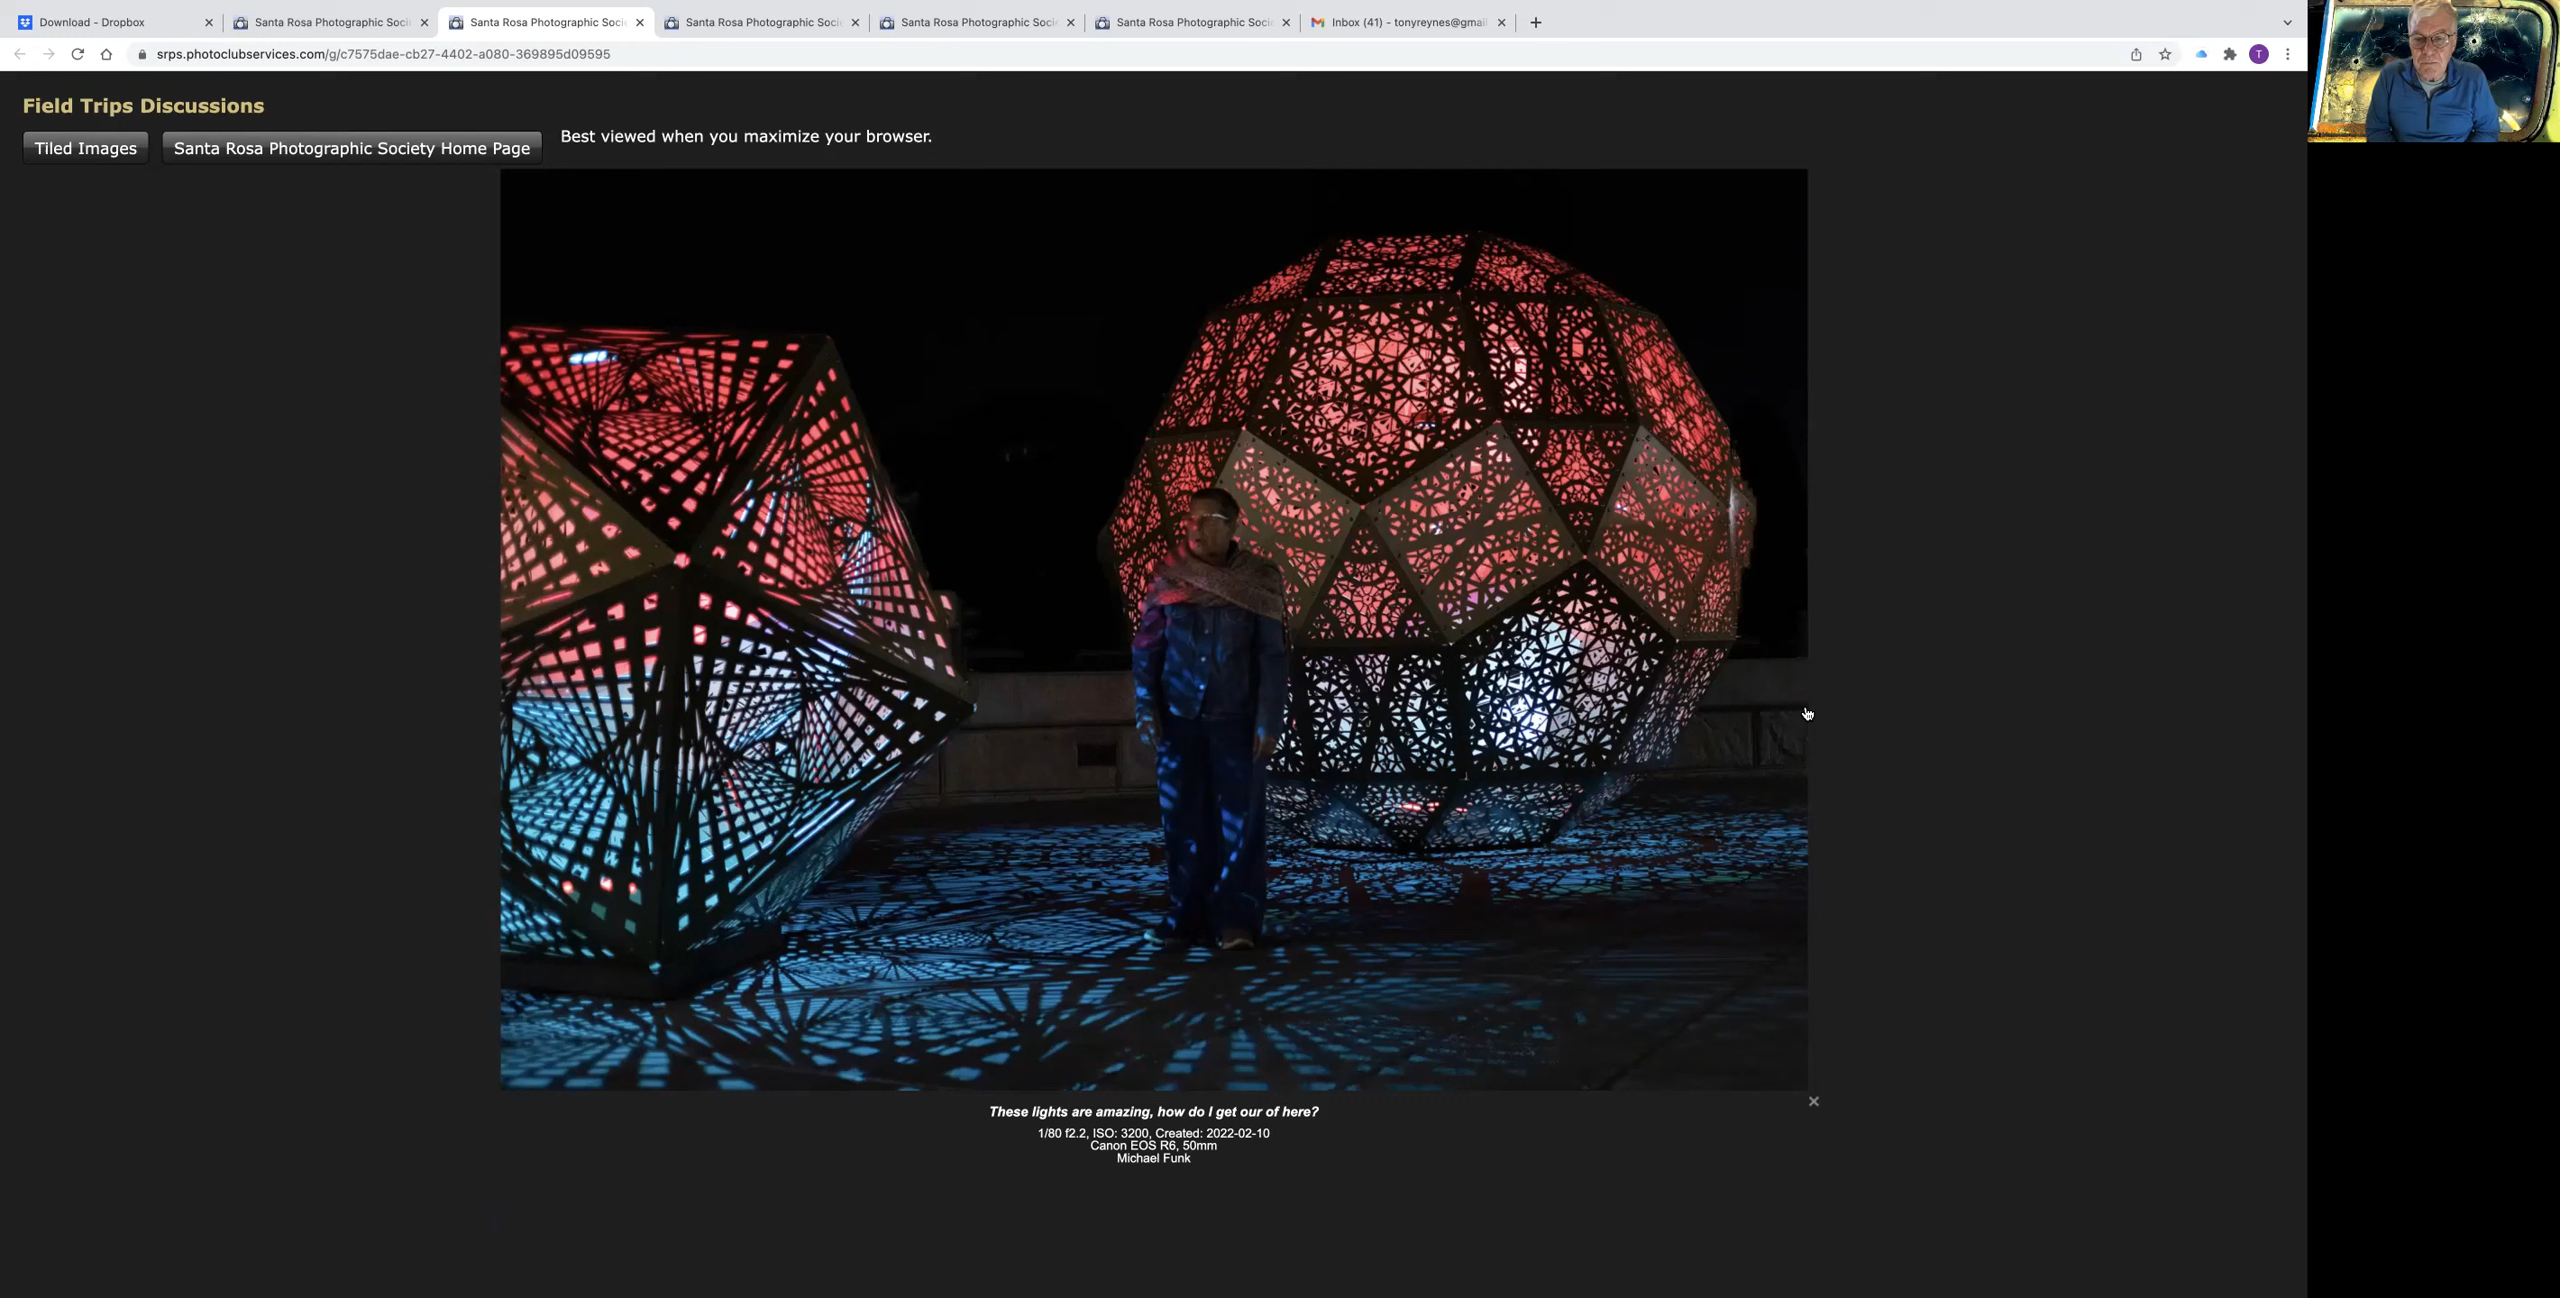 Download - Dropbox
Santa Rosa Photographic Soci
Santa Rosa Photographic Soci
Santa Rosa Photographic Soci
Santa Rosa Photographic Soci
Santa Rosa Photographic Soci
Inbox (41) - tonyreynes@gmail
srps.photoclubservices.com/g/c7575dae-cb27-4402-a080-369895d09595
T
Field Trips Discussions
Tiled Images
Santa Rosa Photographic Society Home Page
Best viewed when you maximize your browser.
These lights are amazing, how do I get our of here?
1/80 f2.2, ISO: 3200, Created: 2022-02-10
Canon EOS R6, 50mm
Michael Funk